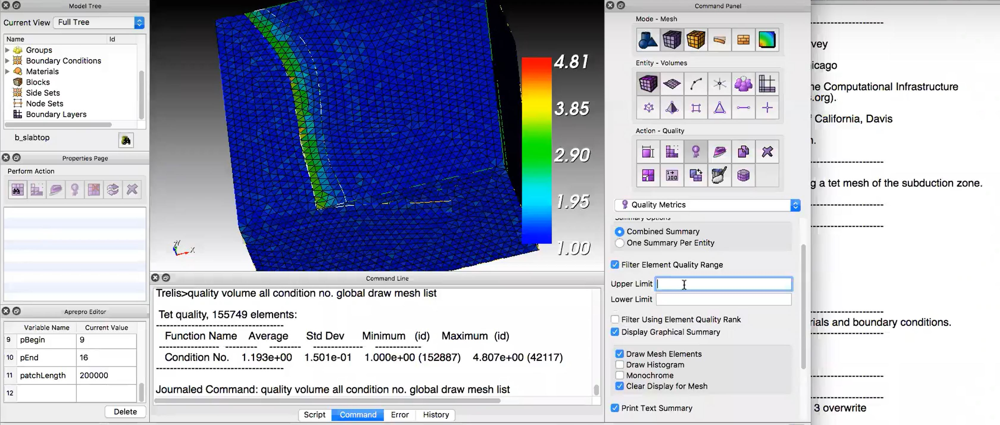 Model Tree
Current View Full Tree
Name Id
Groups
Boundary Conditions
Materials
Blocks
Side Sets
Node Sets
Boundary Layers
b_slabtop
Properties Page
Perform Action
Aprepro Editor
Variable Name Current Value
9 pBegin 9
10 pEnd 16
11 patchLength 200000
12
Delete
4.81
3.85
2.90
1.95
1.00
X
Command Line
Trelis>quality volume all condition no. global draw mesh list
Tet quality, 155749 elements:
------------------------------------
Function Name Average Std Dev Minimum (id) Maximum (id)
----------------- --------- --------- -------------- -------------
Condition No. 1.193e+00 1.501e-01 1.000e+00 (152887) 4.807e+00 (42117)
------------------------------------
Journaled Command: quality volume all condition no. global draw mesh list
Script Command Error History
Command Panel
Mode - Mesh
Entity - Volumes
Action - Quality
1→
100
Quality Metrics
Summary Options
Combined Summary
One Summary Per Entity
Filter Element Quality Range
Upper Limit
Lower Limit
Filter Using Element Quality Rank
Display Graphical Summary
Draw Mesh Elements
Draw Histogram
Monochrome
Clear Display for Mesh
Print Text Summary
---------------------
vey
icago
ne Computational Infrastructure
.org).
California, Davis
---------------------
g a tet mesh of the subduction zone.
---------------------
---------------------
---------------------
rials and boundary conditions.
---------------------
---------------------
---------------------
3 overwrite